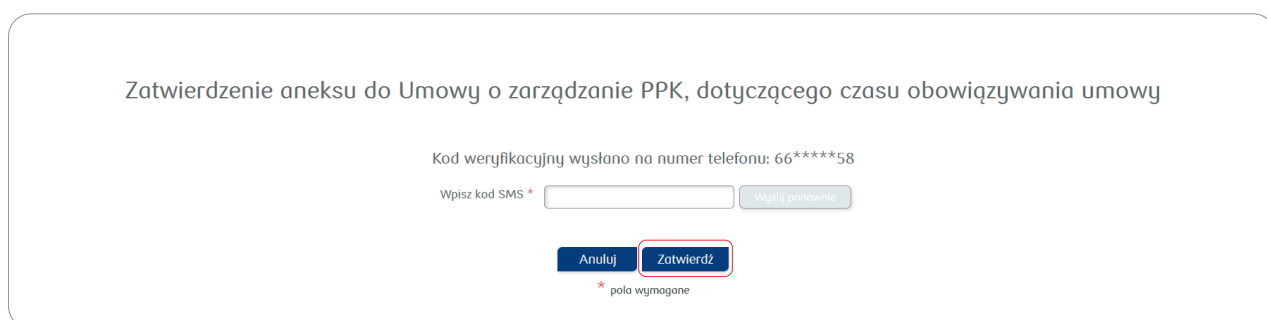 Zatwierdzenie aneksu do Umowy o zarządzanie PPK, dotyczącego czasu obowiązywania umowy
Kod weryfikacyjny wysłano na numer telefonu: 66*****58
Wpisz kod SMS * Wyślij ponownie
Anuluj Zatwierdź
* pola wymagane